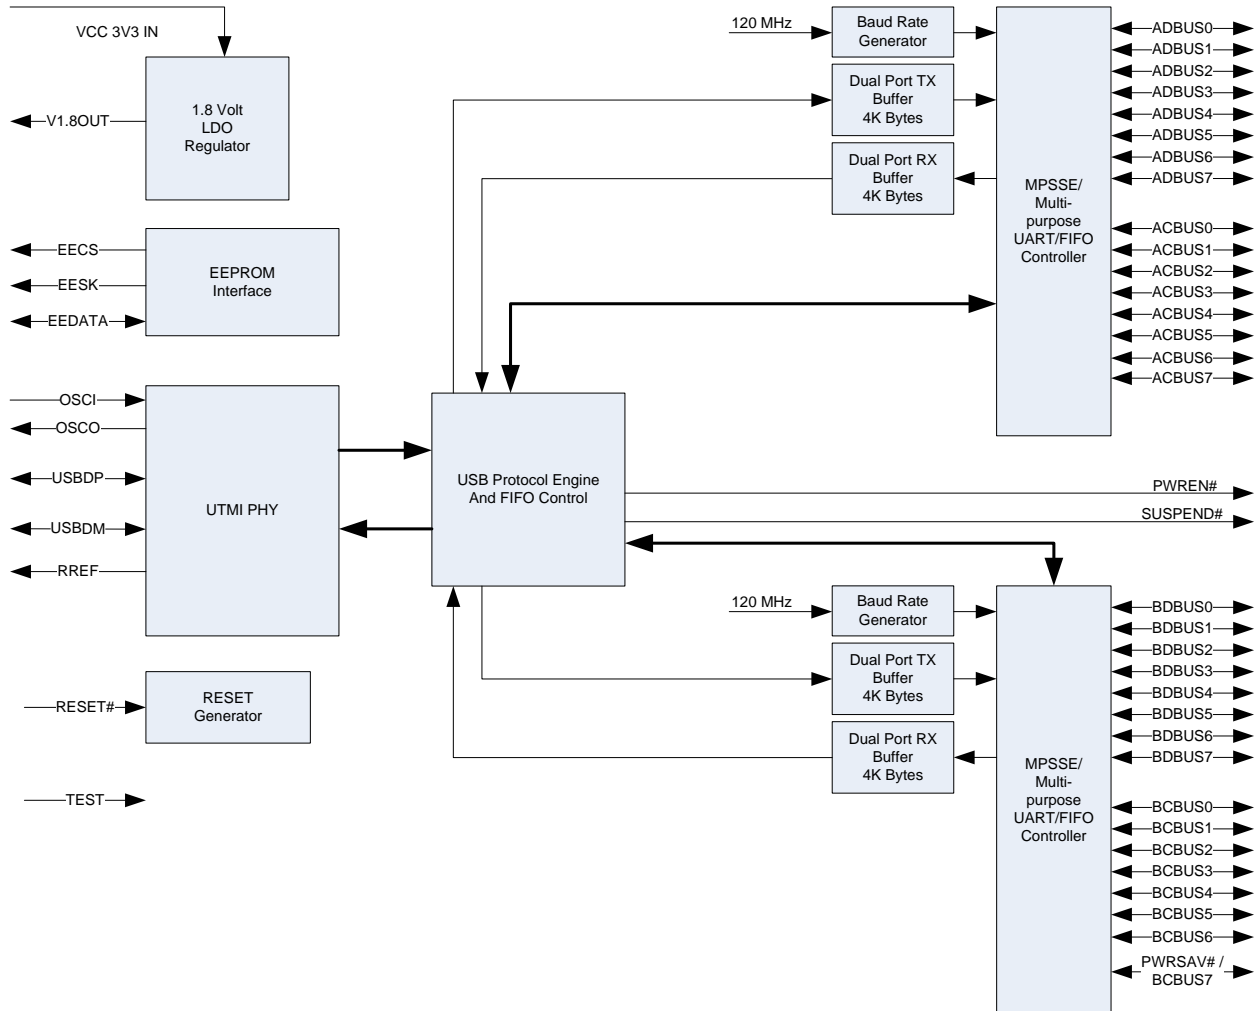 VCC 3V3 IN
1.8 Volt
LDO
Regulator
V1.8OUT
EECS
EESK
EEDATA
EEPROM
Interface
OSCI
OSCO
USBDP
USBDM
RREF
UTMI PHY
RESET#
RESET
Generator
TEST
USB Protocol Engine
And FIFO Control
120 MHz
Baud Rate
Generator
Dual Port TX
Buffer
4K Bytes
Dual Port RX
Buffer
4K Bytes
MPSSE/
Multi-
purpose
UART/FIFO
Controller
ADBUS0
ADBUS1
ADBUS2
ADBUS3
ADBUS4
ADBUS5
ADBUS6
ADBUS7
ACBUS0
ACBUS1
ACBUS2
ACBUS3
ACBUS4
ACBUS5
ACBUS6
ACBUS7
PWREN#
SUSPEND#
120 MHz
Baud Rate
Generator
Dual Port TX
Buffer
4K Bytes
Dual Port RX
Buffer
4K Bytes
MPSSE/
Multi-
purpose
UART/FIFO
Controller
BDBUS0
BDBUS1
BDBUS2
BDBUS3
BDBUS4
BDBUS5
BDBUS6
BDBUS7
BCBUS0
BCBUS1
BCBUS2
BCBUS3
BCBUS4
BCBUS5
BCBUS6
PWRSAV# /
BCBUS7